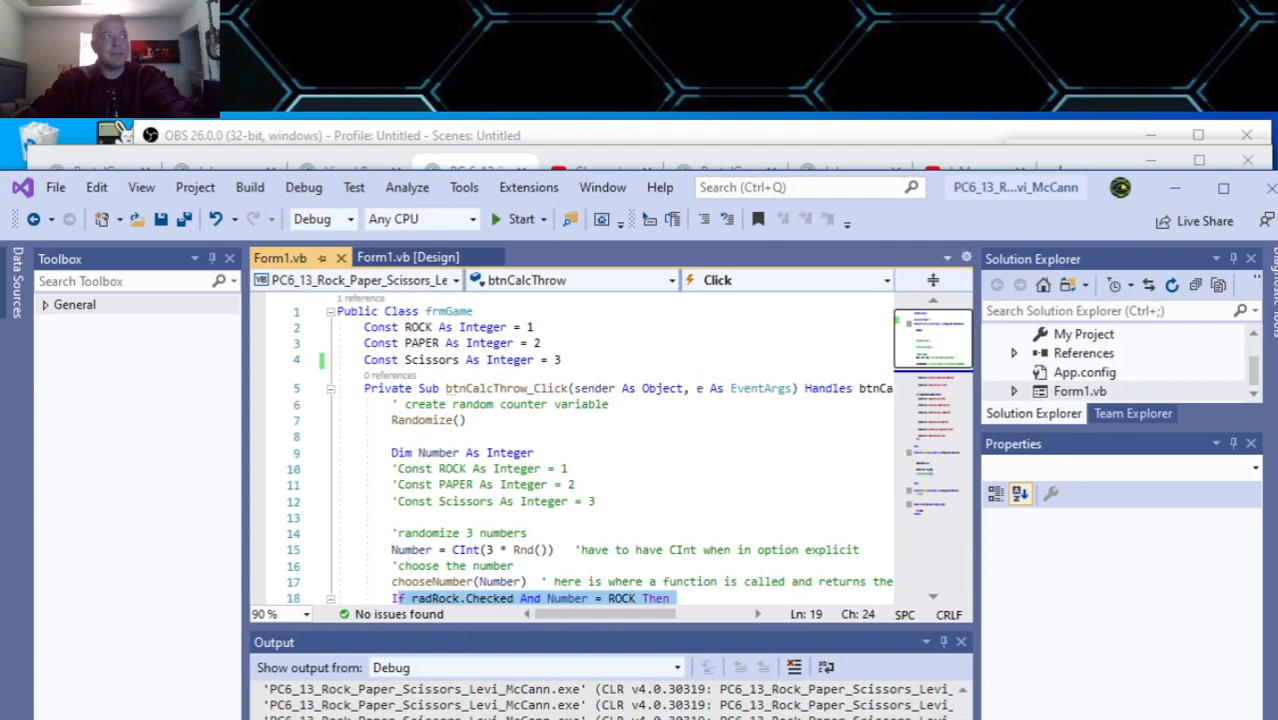 OBS 26.0.0 (32-bit, windows) - Profile: Untitled - Scenes: Untitled
File Edit View Project Build Debug Test Analyze Tools Extensions Window Help Search (Ctrl+Q) PC6_13_R...vi_McCann
Debug Any CPU Start Live Share
Data Sources
Toolbox
Search Toolbox
General
Form1.vb Form1.vb [Design]
PC6_13_Rock_Paper_Scissors_Le btnCalcThrow Click
1 reference
1 Public Class frmGame
2 Const ROCK As Integer = 1
3 Const PAPER As Integer = 2
4 Const Scissors As Integer = 3
0 references
5 Private Sub btnCalcThrow_Click(sender As Object, e As EventArgs) Handles btnCa
6 ' create random counter variable
7 Randomize()
8
9 Dim Number As Integer
10 'Const ROCK As Integer = 1
11 'Const PAPER As Integer = 2
12 'Const Scissors As Integer = 3
13
14 'randomize 3 numbers
15 Number = CInt(3 * Rnd()) 'have to have CInt when in option explicit
16 'choose the number
17 chooseNumber(Number) ' here is where a function is called and returns the
18 If radRock.Checked And Number = ROCK Then
90 % No issues found Ln: 19 Ch: 24 SPC CRLF
Output
Show output from: Debug
'PC6_13_Rock_Paper_Scissors_Levi_McCann.exe' (CLR v4.0.30319: PC6_13_Rock_Paper_Scissors_Levi_
'PC6_13_Rock_Paper_Scissors_Levi_McCann.exe' (CLR v4.0.30319: PC6_13_Rock_Paper_Scissors_Levi_
Solution Explorer
Search Solution Explorer (Ctrl+;)
My Project
References
App.config
Form1.vb
Solution Explorer Team Explorer
Properties